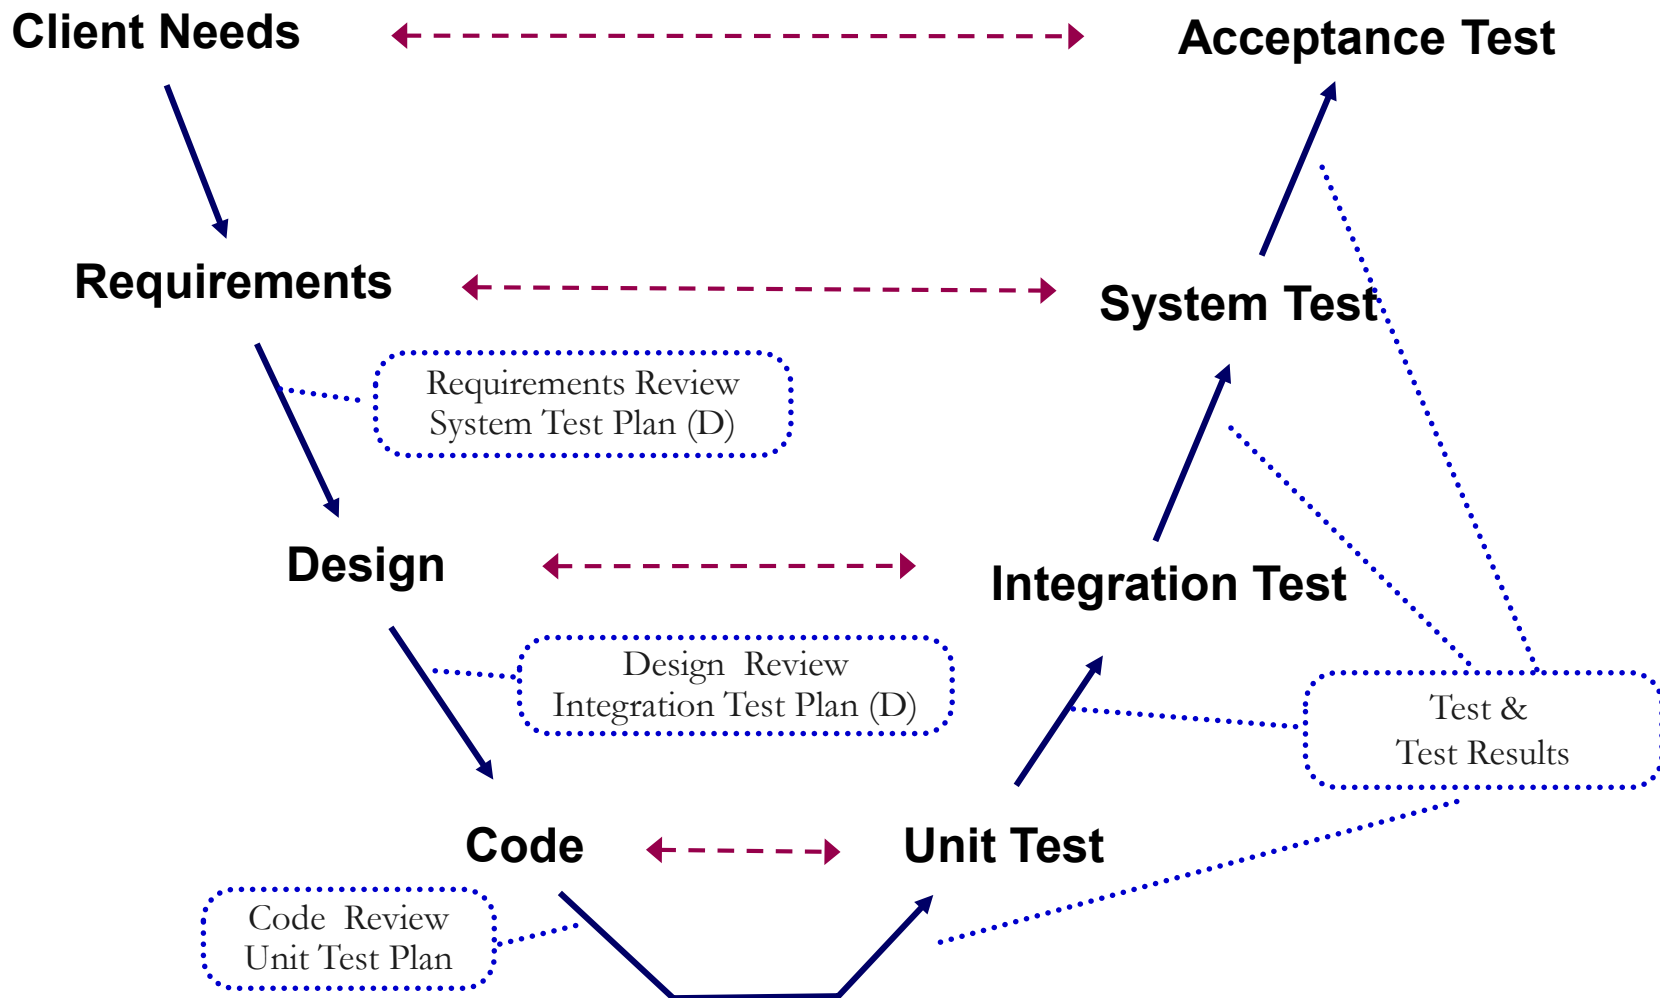 Client Needs
Acceptance Test
Requirements
System Test
Requirements Review
System Test Plan (D)
Design
Integration Test
Design  Review
Integration Test Plan (D)
Test &
Test Results
Code
Unit Test
Code  Review
Unit Test Plan